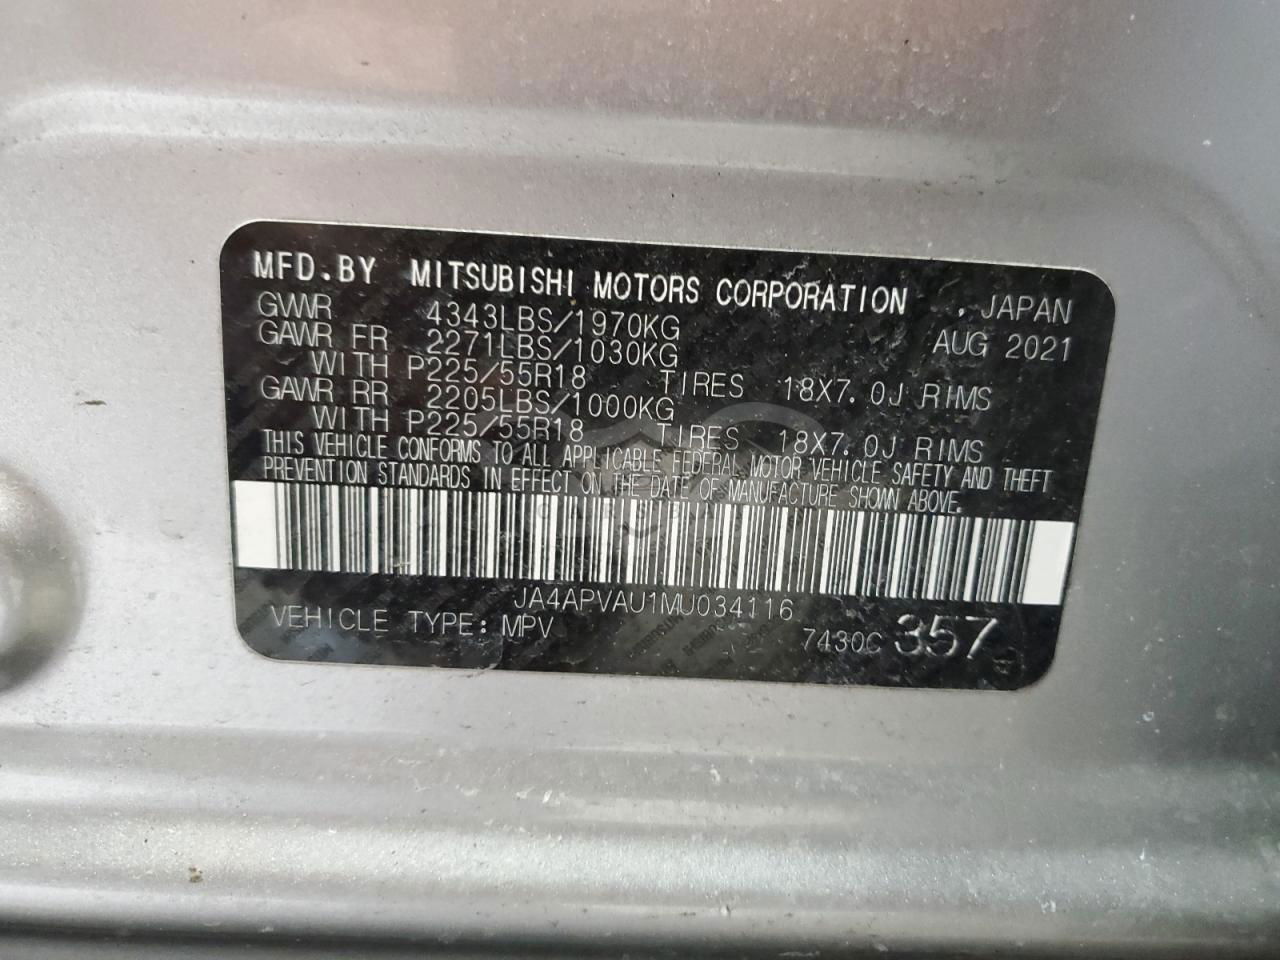 MFD.BY MITSUBISHI MOTORS CORPORATION , JAPAN
GVWR 4343LBS/1970KG AUG 2021
GAWR FR 2271LBS/1030KG
WITH P225/55R18 TIRES 18X7.0J RIMS
GAWR RR 2205LBS/1000KG
WITH P225/55R18 TIRES 18X7.0J RIMS
THIS VEHICLE CONFORMS TO ALL APPLICABLE FEDERAL MOTOR VEHICLE SAFETY AND THEFT
PREVENTION STANDARDS IN EFFECT ON THE DATE OF MANUFACTURE SHOWN ABOVE.
JA4APVAU1MU034116
VEHICLE TYPE: MPV 7430C 357